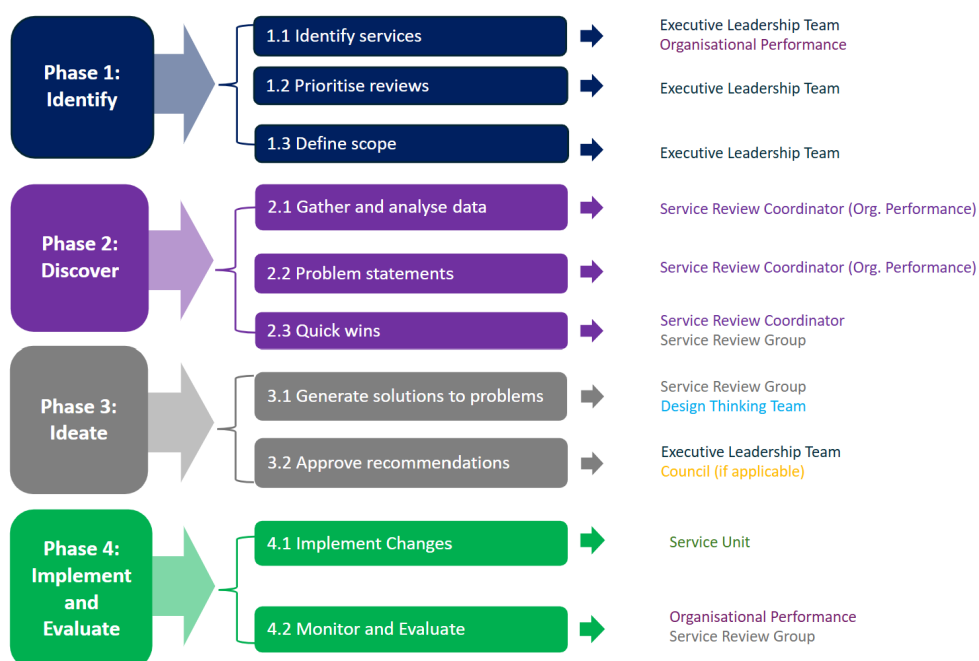 Phase 1:
Identify
1.1 Identify services
Executive Leadership Team
Organisational Performance
1.2 Prioritise reviews
Executive Leadership Team
1.3 Define scope
Executive Leadership Team
Phase 2:
Discover
2.1 Gather and analyse data
Service Review Coordinator (Org. Performance)
2.2 Problem statements
Service Review Coordinator (Org. Performance)
2.3 Quick wins
Service Review Coordinator
Service Review Group
Phase 3:
Ideate
3.1 Generate solutions to problems
Service Review Group
Design Thinking Team
3.2 Approve recommendations
Executive Leadership Team
Council (if applicable)
Phase 4:
Implement
and
Evaluate
4.1 Implement Changes
Service Unit
4.2 Monitor and Evaluate
Organisational Performance
Service Review Group